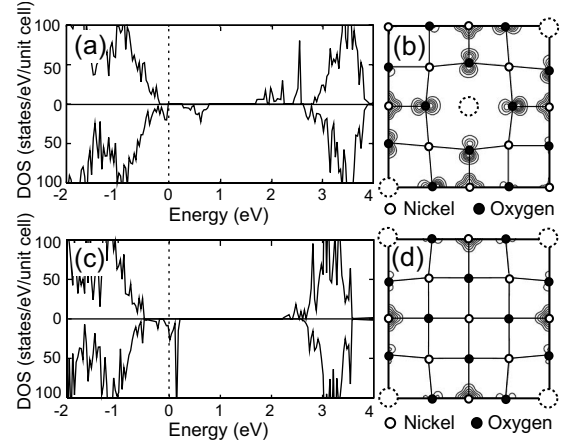 (a)
DOS (states/eV/unit cell)
100
50
0
50
100
-2 -1 0 1 2 3 4
Energy (eV)
(b)
Nickel Oxygen
(c)
DOS (states/eV/unit cell)
100
50
0
50
100
-2 -1 0 1 2 3 4
Energy (eV)
(d)
Nickel Oxygen